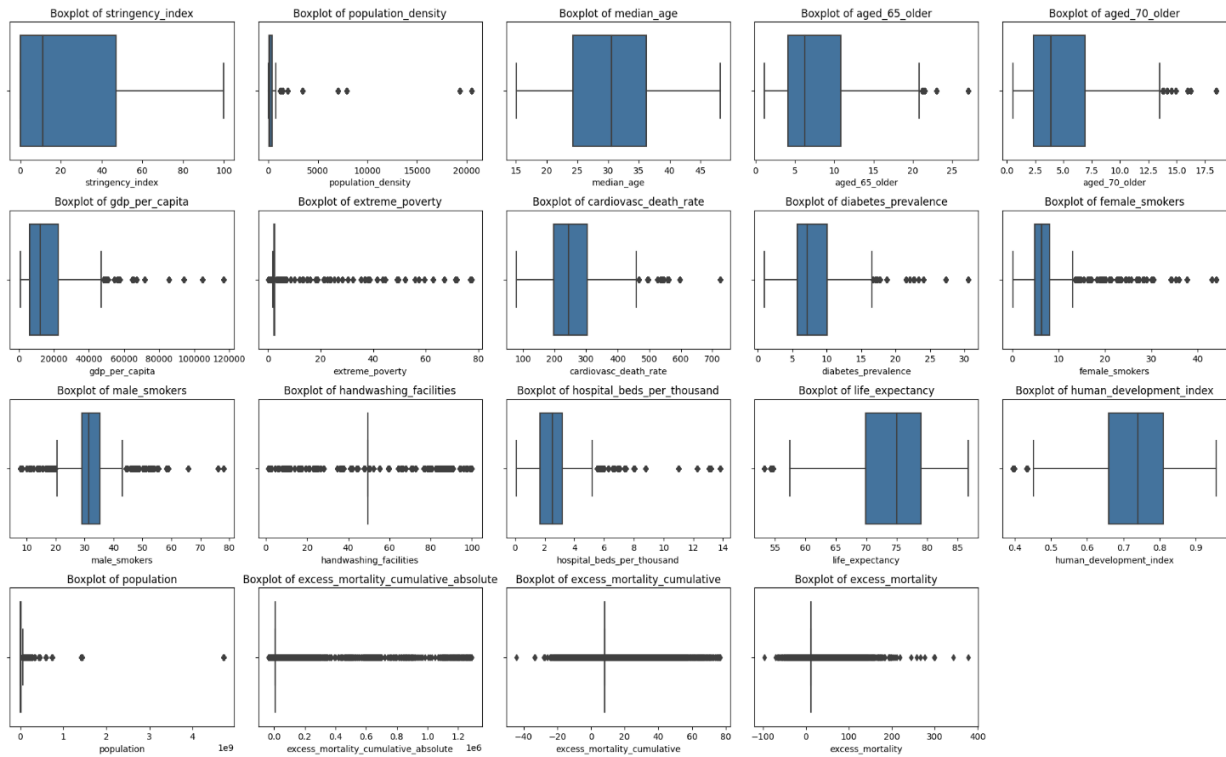 Boxplot of stringency_index
0 20 40 60 80 100
stringency_index
Boxplot of population_density
0 5000 10000 15000 20000
population_density
Boxplot of median_age
15 20 25 30 35 40 45
median_age
Boxplot of aged_65_older
0 5 10 15 20 25
aged_65_older
Boxplot of aged_70_older
0.0 2.5 5.0 7.5 10.0 12.5 15.0 17.5
aged_70_older
Boxplot of gdp_per_capita
0 20000 40000 60000 80000 100000 120000
gdp_per_capita
Boxplot of extreme_poverty
0 20 40 60 80
extreme_poverty
Boxplot of cardiovasc_death_rate
100 200 300 400 500 600 700
cardiovasc_death_rate
Boxplot of diabetes_prevalence
0 5 10 15 20 25 30
diabetes_prevalence
Boxplot of female_smokers
0 10 20 30 40
female_smokers
Boxplot of male_smokers
10 20 30 40 50 60 70 80
male_smokers
Boxplot of handwashing_facilities
0 20 40 60 80 100
handwashing_facilities
Boxplot of hospital_beds_per_thousand
0 2 4 6 8 10 12 14
hospital_beds_per_thousand
Boxplot of life_expectancy
55 60 65 70 75 80 85
life_expectancy
Boxplot of human_development_index
0.4 0.5 0.6 0.7 0.8 0.9
human_development_index
Boxplot of population
0 1 2 3 4
1e9
population
Boxplot of excess_mortality_cumulative_absolute
0.0 0.2 0.4 0.6 0.8 1.0 1.2
1e6
excess_mortality_cumulative_absolute
Boxplot of excess_mortality_cumulative
−40 −20 0 20 40 60 80
excess_mortality_cumulative
Boxplot of excess_mortality
−100 0 100 200 300 400
excess_mortality